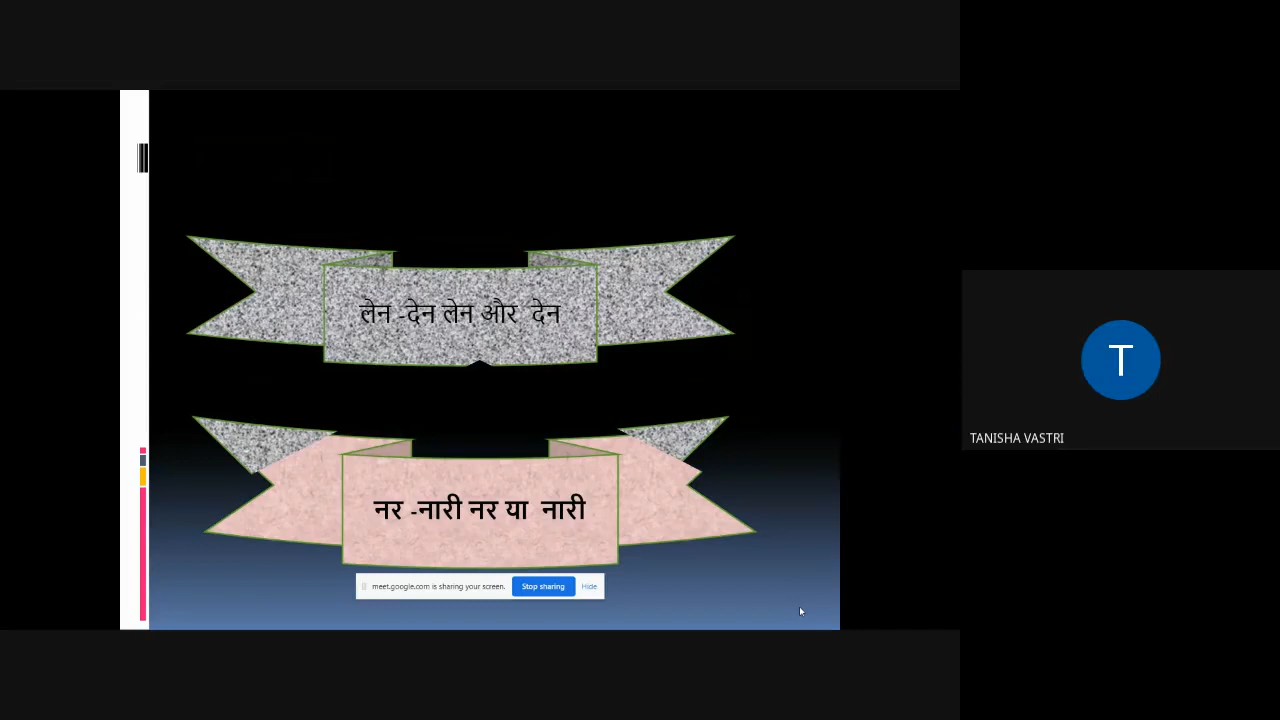 लेन -देन लेन और देन
नर -नारी नर या नारी
meet.google.com is sharing your screen. Stop sharing Hide
T
TANISHA VASTRI